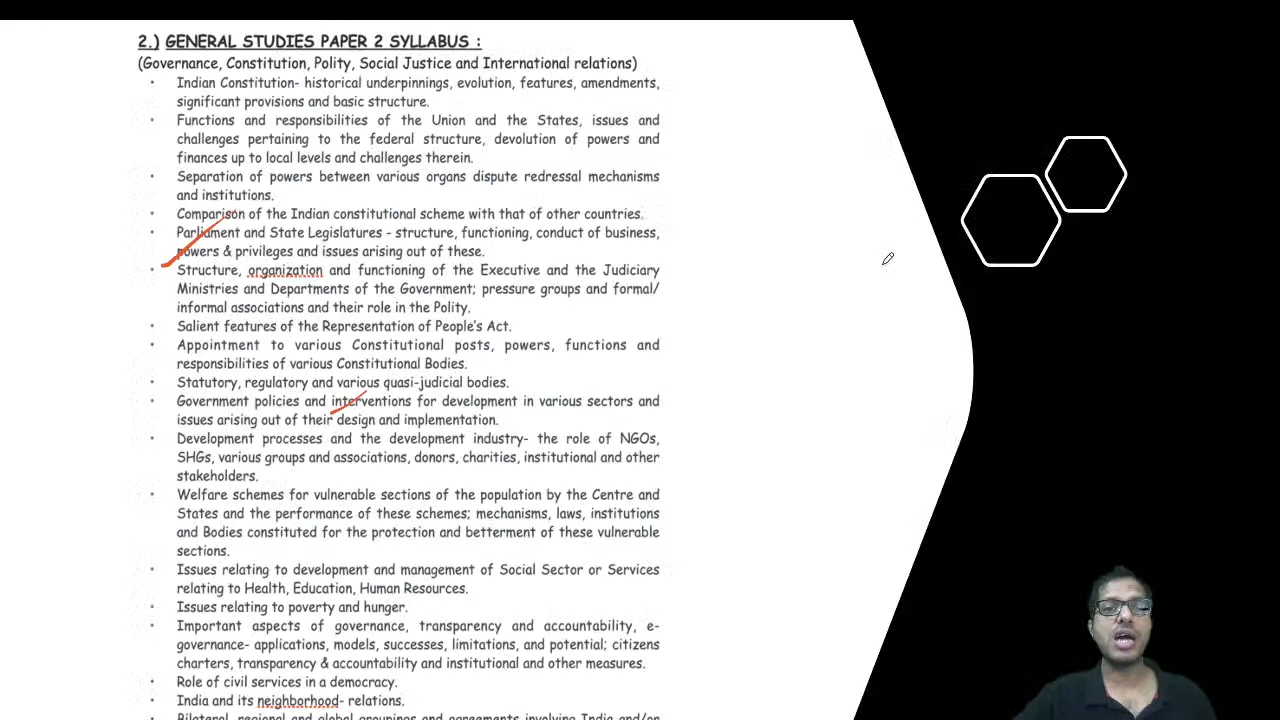 2.) GENERAL STUDIES PAPER 2 SYLLABUS :
(Governance, Constitution, Polity, Social Justice and International relations)
• Indian Constitution- historical underpinnings, evolution, features, amendments,
significant provisions and basic structure.
• Functions and responsibilities of the Union and the States, issues and
challenges pertaining to the federal structure, devolution of powers and
finances up to local levels and challenges therein.
• Separation of powers between various organs dispute redressal mechanisms
and institutions.
• Comparison of the Indian constitutional scheme with that of other countries.
• Parliament and State Legislatures - structure, functioning, conduct of business,
powers & privileges and issues arising out of these.
• Structure, organization and functioning of the Executive and the Judiciary
Ministries and Departments of the Government; pressure groups and formal/
informal associations and their role in the Polity.
• Salient features of the Representation of People's Act.
• Appointment to various Constitutional posts, powers, functions and
responsibilities of various Constitutional Bodies.
• Statutory, regulatory and various quasi-judicial bodies.
• Government policies and interventions for development in various sectors and
issues arising out of their design and implementation.
• Development processes and the development industry- the role of NGOs,
SHGs, various groups and associations, donors, charities, institutional and other
stakeholders.
• Welfare schemes for vulnerable sections of the population by the Centre and
States and the performance of these schemes; mechanisms, laws, institutions
and Bodies constituted for the protection and betterment of these vulnerable
sections.
• Issues relating to development and management of Social Sector or Services
relating to Health, Education, Human Resources.
• Issues relating to poverty and hunger.
• Important aspects of governance, transparency and accountability, e-
governance- applications, models, successes, limitations, and potential; citizens
charters, transparency & accountability and institutional and other measures.
• Role of civil services in a democracy.
• India and its neighborhood- relations.
• Bilateral, regional and global groupings and agreements involving India and/or